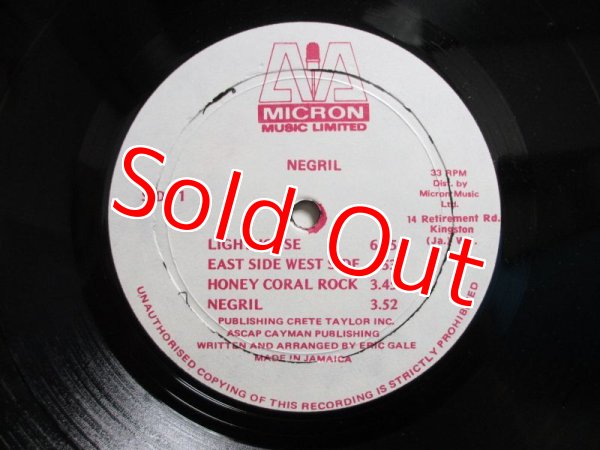 MICRON
MUSIC LIMITED
NEGRIL
33 RPM
Dist. by
Micron Music
Ltd.
14 Retirement Rd.
Kingston
Sold Out
EAST SIDE WEST SIDE
HONEY CORAL ROCK 3.45
NEGRIL 3.52
PUBLISHING CRETE TAYLOR INC.
ASCAP CAYMAN PUBLISHING
WRITTEN AND ARRANGED BY ERIC GALE
MADE IN JAMAICA
UNAUTHORISED COPYING OF THIS RECORDING IS STRICTLY PROHIBITED